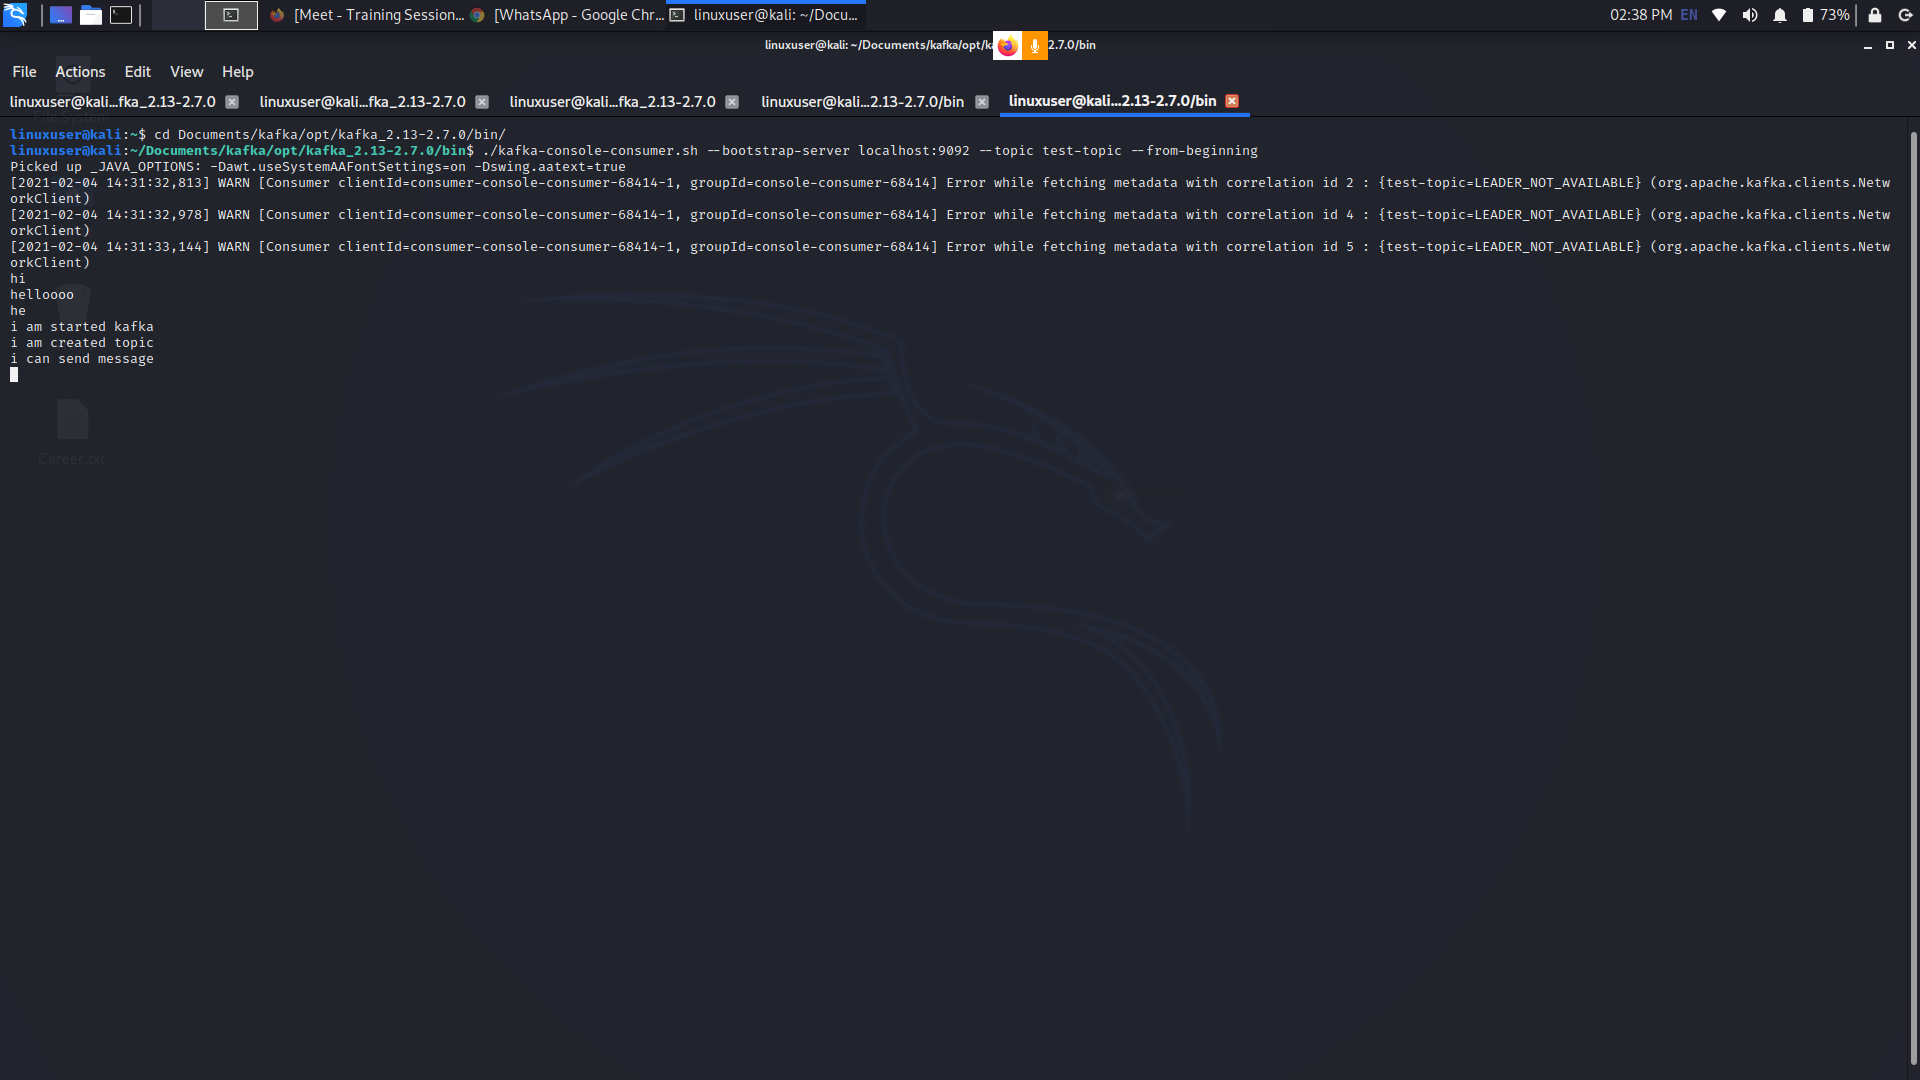 [Meet - Training Session...
[WhatsApp - Google Chr...
linuxuser@kali: ~/Docu...
02:38 PM EN 73%
linuxuser@kali: ~/Documents/kafka/opt/ka 2.7.0/bin
File Actions Edit View Help
linuxuser@kali...fka_2.13-2.7.0
linuxuser@kali...fka_2.13-2.7.0
linuxuser@kali...fka_2.13-2.7.0
linuxuser@kali...2.13-2.7.0/bin
linuxuser@kali...2.13-2.7.0/bin
File System
linuxuser@kali:~$ cd Documents/kafka/opt/kafka_2.13-2.7.0/bin/
linuxuser@kali:~/Documents/kafka/opt/kafka_2.13-2.7.0/bin$ ./kafka-console-consumer.sh --bootstrap-server localhost:9092 --topic test-topic --from-beginning
Picked up _JAVA_OPTIONS: -Dawt.useSystemAAFontSettings=on -Dswing.aatext=true
[2021-02-04 14:31:32,813] WARN [Consumer clientId=consumer-console-consumer-68414-1, groupId=console-consumer-68414] Error while fetching metadata with correlation id 2 : {test-topic=LEADER_NOT_AVAILABLE} (org.apache.kafka.clients.Netw
orkClient)
[2021-02-04 14:31:32,978] WARN [Consumer clientId=consumer-console-consumer-68414-1, groupId=console-consumer-68414] Error while fetching metadata with correlation id 4 : {test-topic=LEADER_NOT_AVAILABLE} (org.apache.kafka.clients.Netw
orkClient)
[2021-02-04 14:31:33,144] WARN [Consumer clientId=consumer-console-consumer-68414-1, groupId=console-consumer-68414] Error while fetching metadata with correlation id 5 : {test-topic=LEADER_NOT_AVAILABLE} (org.apache.kafka.clients.Netw
orkClient)
hi
helloooo
he
i am started kafka
i am created topic
i can send message
Career.txt